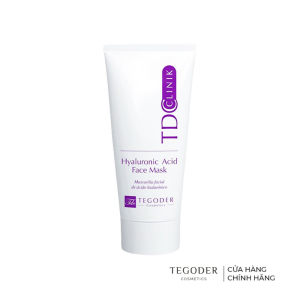 TDC CLINIK
Hyaluronic Acid
Face Mask
Mascarilla facial
de ácido hialurónico
TEGODER
COSMETICS
TEGODER
COSMETICS
CỬA HÀNG
CHÍNH HÃNG